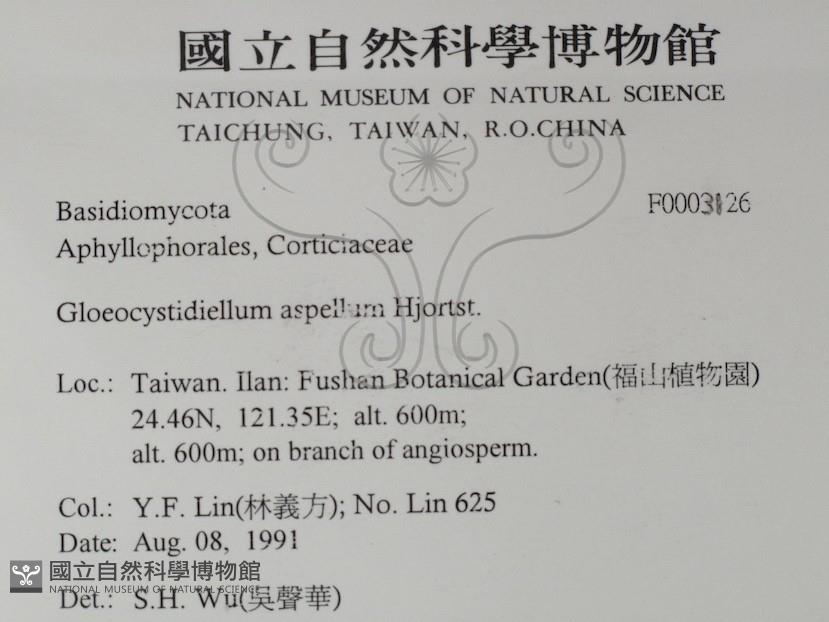 國立自然科學博物館
NATIONAL MUSEUM OF NATURAL SCIENCE
TAICHUNG, TAIWAN, R.O.CHINA
Basidiomycota
F0003126
Aphyllophorales, Corticiaceae
Gloeocystidiellum aspellum Hjortst.
Loc.: Taiwan. Ilan: Fushan Botanical Garden(福山植物園)
24.46N, 121.35E; alt. 600m;
alt. 600m; on branch of angiosperm.
Col.: Y.F. Lin(林義方); No. Lin 625
Date: Aug. 08, 1991
國立自然科學博物館
NATIONAL MUSEUM OF NATURAL SCIENCE
Det.: S.H. Wu(吳聲華)